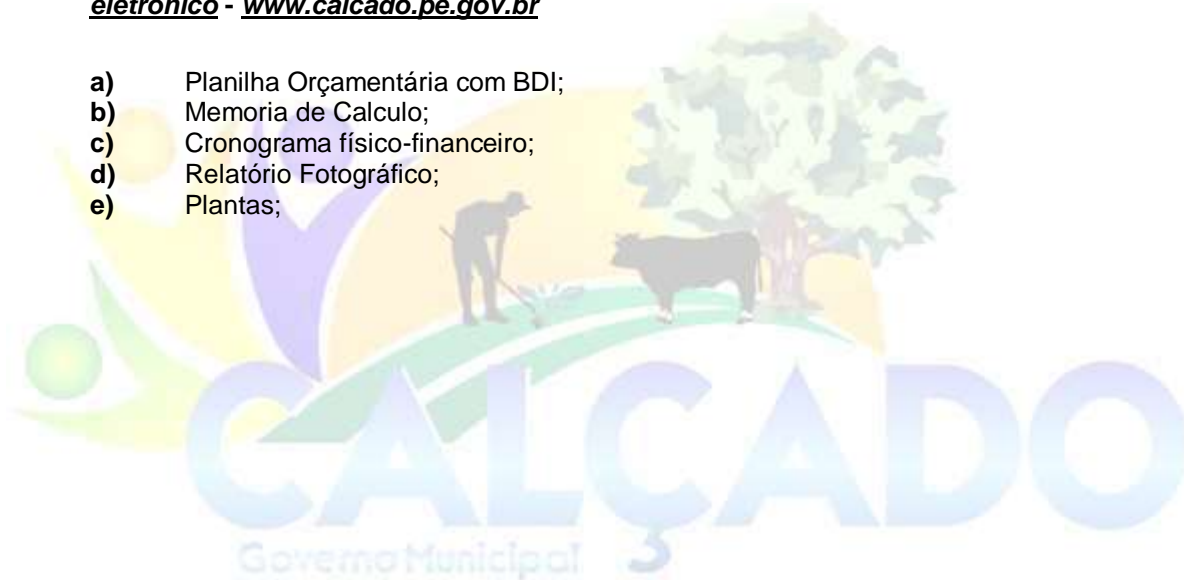 eletrônico - www.calcado.pe.gov.br
a) Planilha Orçamentária com BDI;
b) Memoria de Calculo;
c) Cronograma físico-financeiro;
d) Relatório Fotográfico;
e) Plantas;
CALÇADO
Governo Municipal